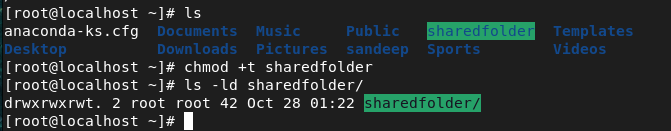 [root@localhost ~]# ls
anaconda-ks.cfg  Documents  Music     Public   sharedfolder  Templates
Desktop          Downloads  Pictures  sandeep  Sports        Videos
[root@localhost ~]# chmod +t sharedfolder
[root@localhost ~]# ls -ld sharedfolder/
drwxrwxrwt. 2 root root 42 Oct 28 01:22 sharedfolder/
[root@localhost ~]#